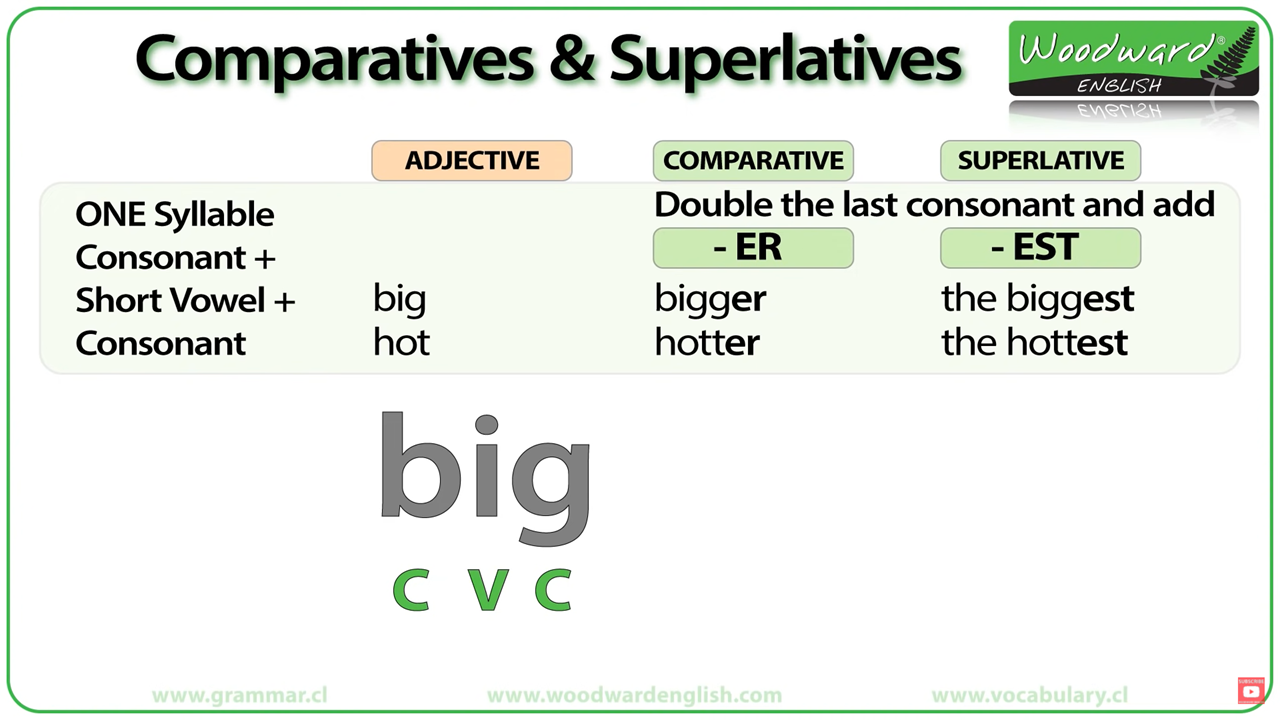 Comparatives & Superlatives
Woodward®
ENGLISH
ADJECTIVE COMPARATIVE SUPERLATIVE
ONE Syllable Double the last consonant and add
Consonant + - ER - EST
Short Vowel + big bigger the biggest
Consonant hot hotter the hottest
big
C V C
www.grammar.cl www.woodwardenglish.com www.vocabulary.cl
SUBSCRIBE